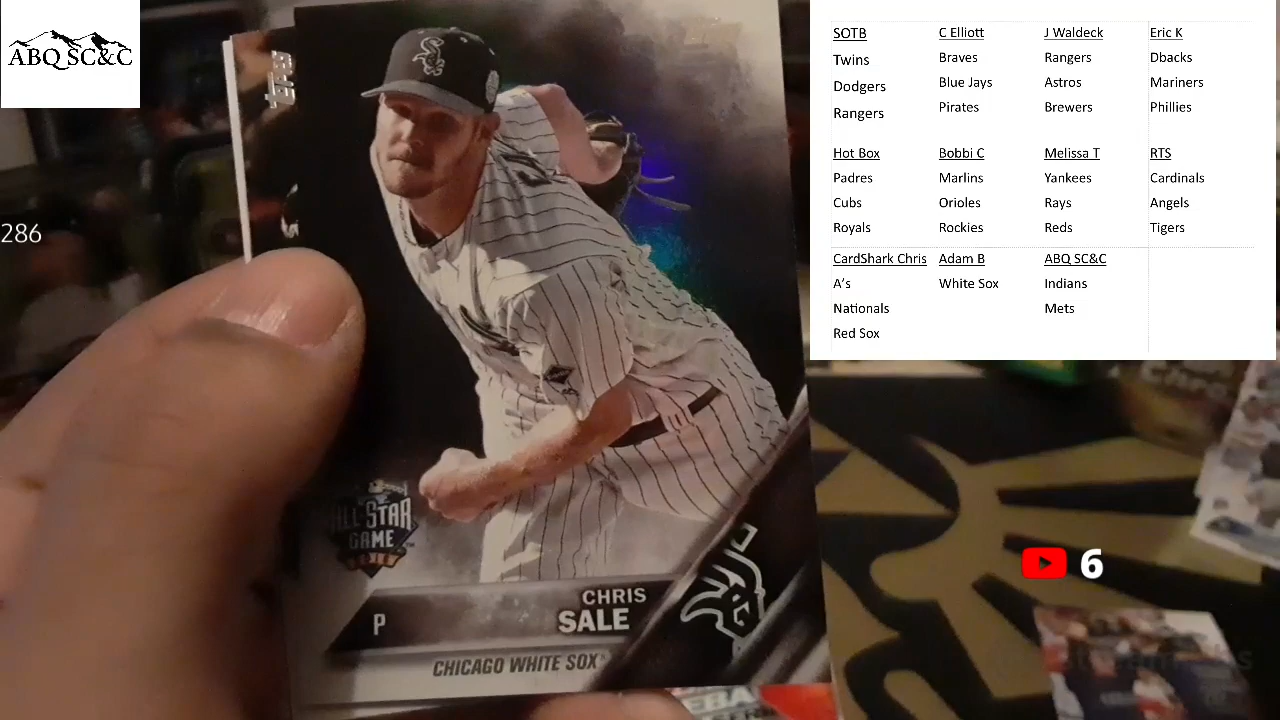 ABQ SC&C
286
Topps
ALL STAR
GAME
P
CHRIS
SALE
CHICAGO WHITE SOX
SOTB
Twins
Dodgers
Rangers
C Elliott
Braves
Blue Jays
Pirates
J Waldeck
Rangers
Astros
Brewers
Eric K
Dbacks
Mariners
Phillies
Hot Box
Padres
Cubs
Royals
Bobbi C
Marlins
Orioles
Rockies
Melissa T
Yankees
Rays
Reds
RTS
Cardinals
Angels
Tigers
CardShark Chris
A's
Nationals
Red Sox
Adam B
White Sox
ABQ SC&C
Indians
Mets
6